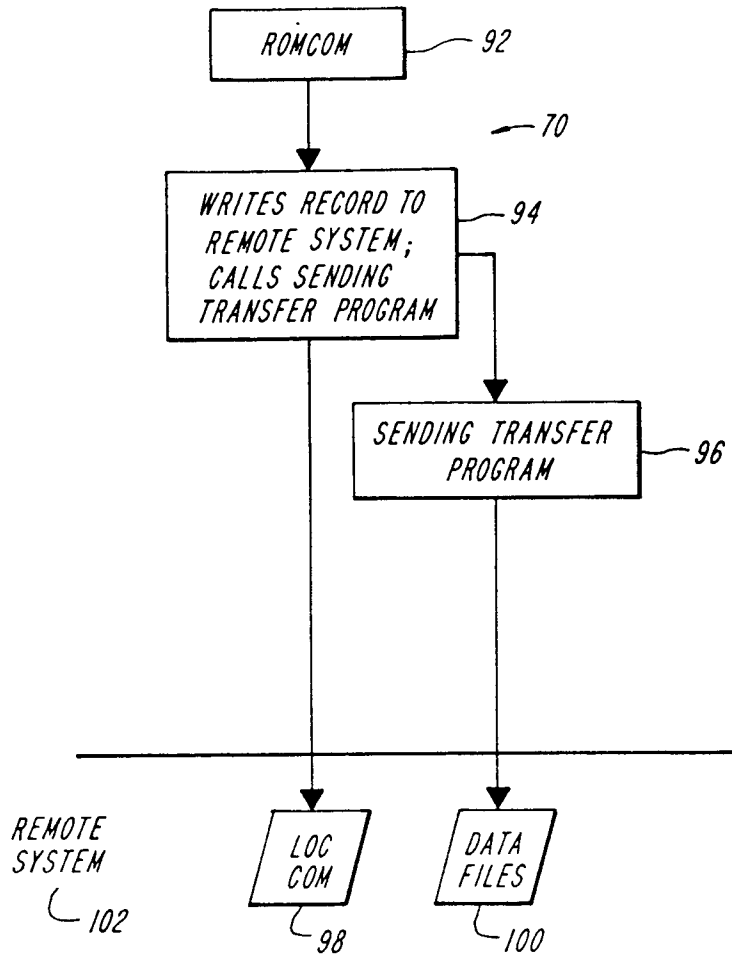 ROMCOM
92
70
WRITES RECORD TO
REMOTE SYSTEM;
CALLS SENDING
TRANSFER PROGRAM
94
SENDING TRANSFER
PROGRAM
96
REMOTE
SYSTEM
102
LOC
COM
98
DATA
FILES
100